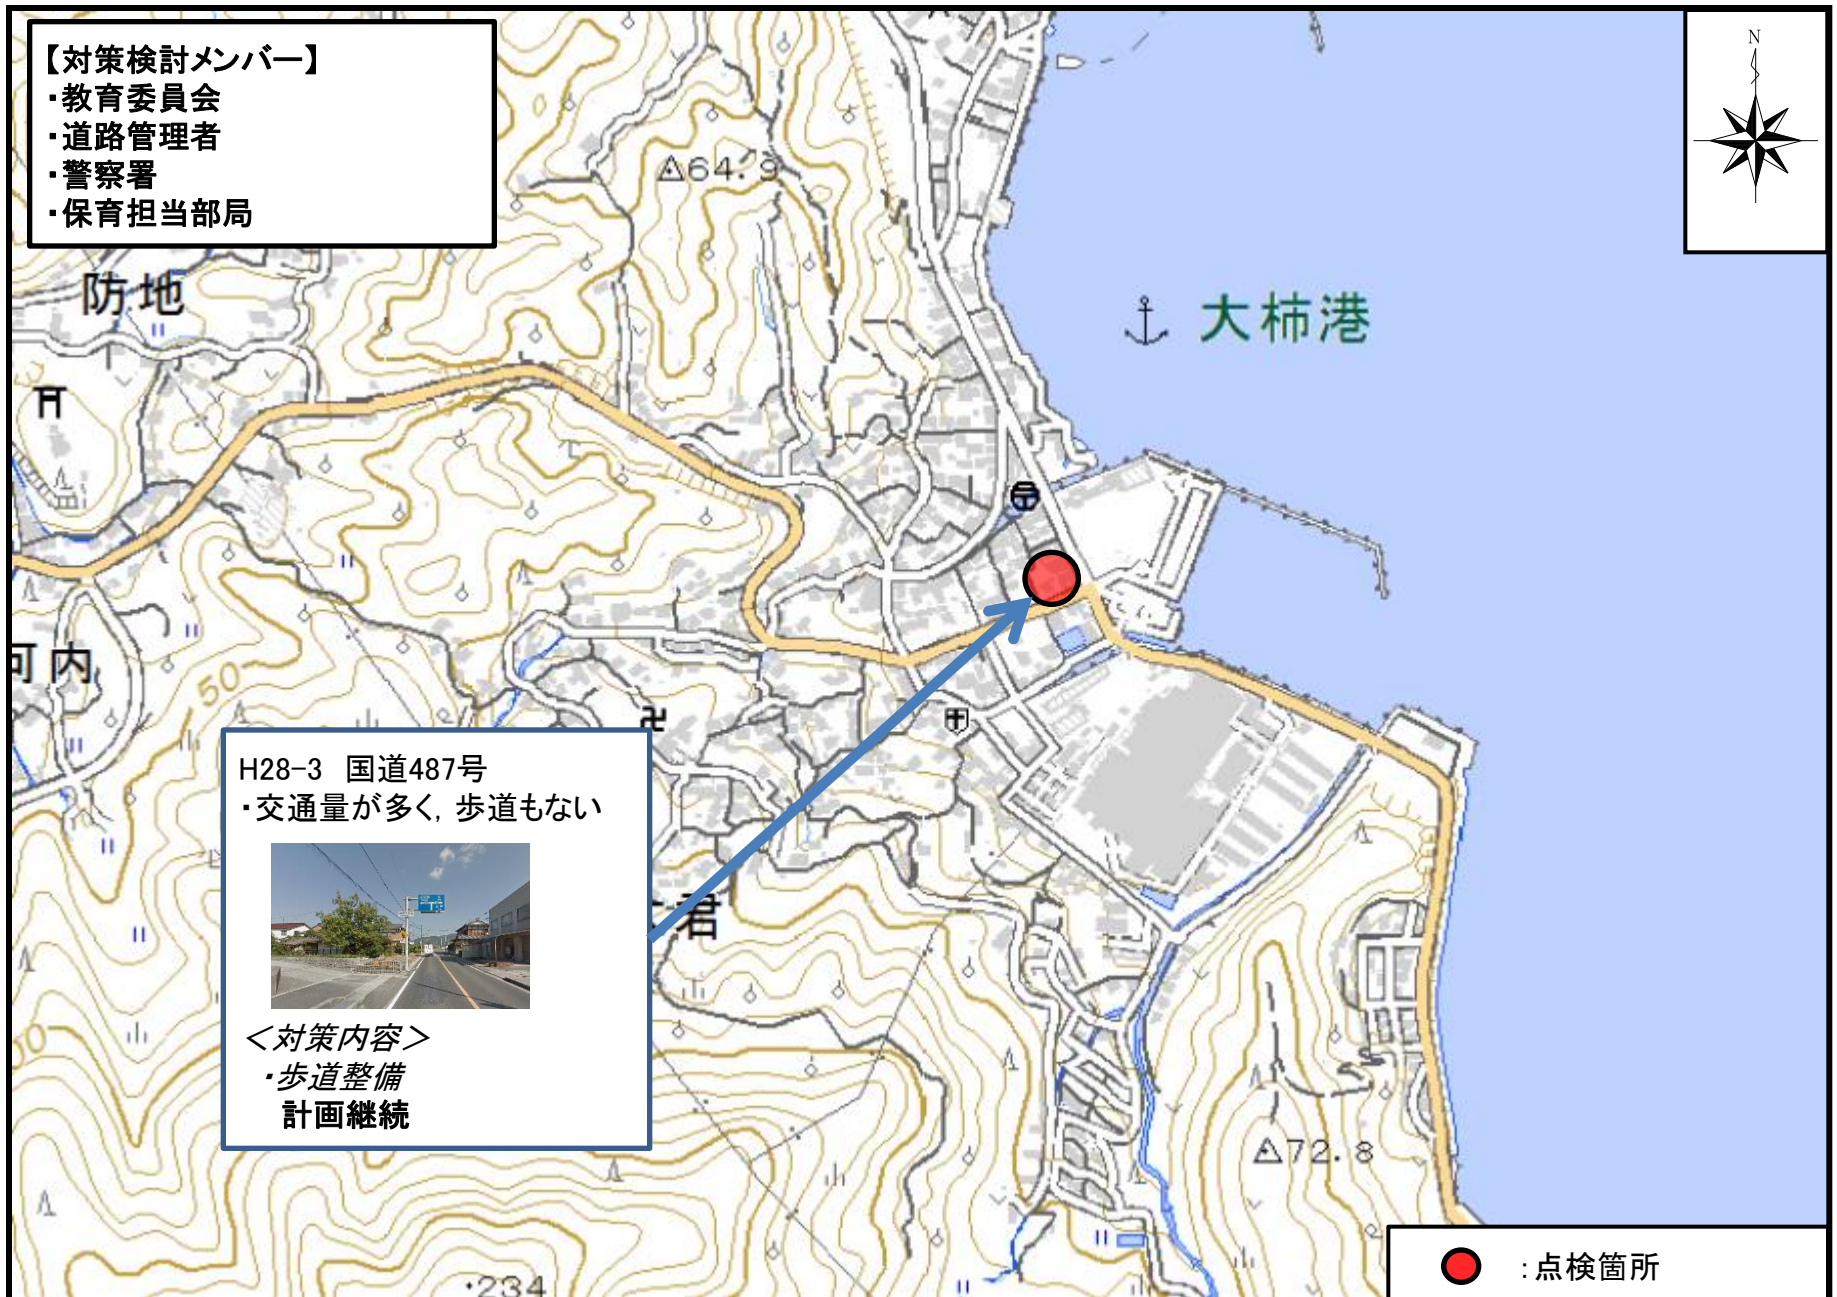 【対策検討メンバー】
・教育委員会
・道路管理者
・警察署
・保育担当部局
N
64.9
防地
大柿港
河内
50
H28-3 国道487号
・交通量が多く,歩道もない
君
<対策内容>
・歩道整備
計画継続
72.8
・234
:点検箇所